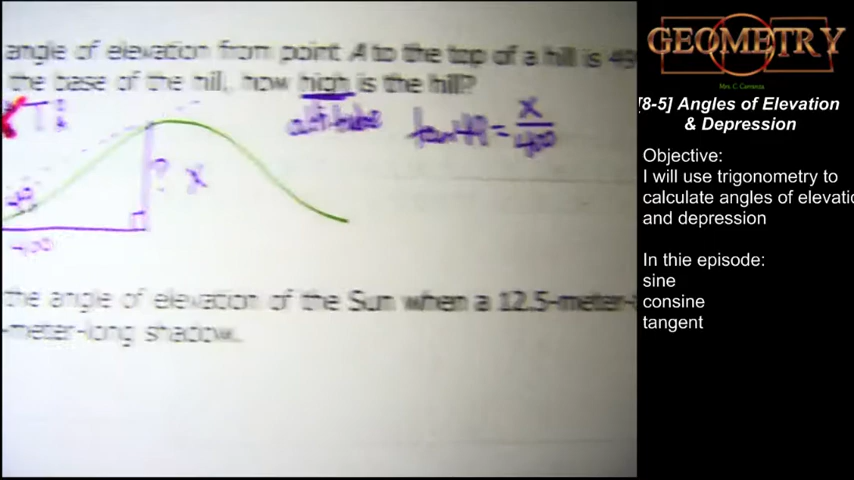 angle of elevation from point A to the top of a hill is 49
the base of the hill, how high is the hill?
altitude
tan 49 = x
400
? x
49
400
the angle of elevation of the Sun when a 12.5-meter-
-meter-long shadow.
GEOMETRY
Mrs. C Carranza
[8-5] Angles of Elevation
& Depression
Objective:
I will use trigonometry to
calculate angles of elevatio
and depression
In thie episode:
sine
consine
tangent